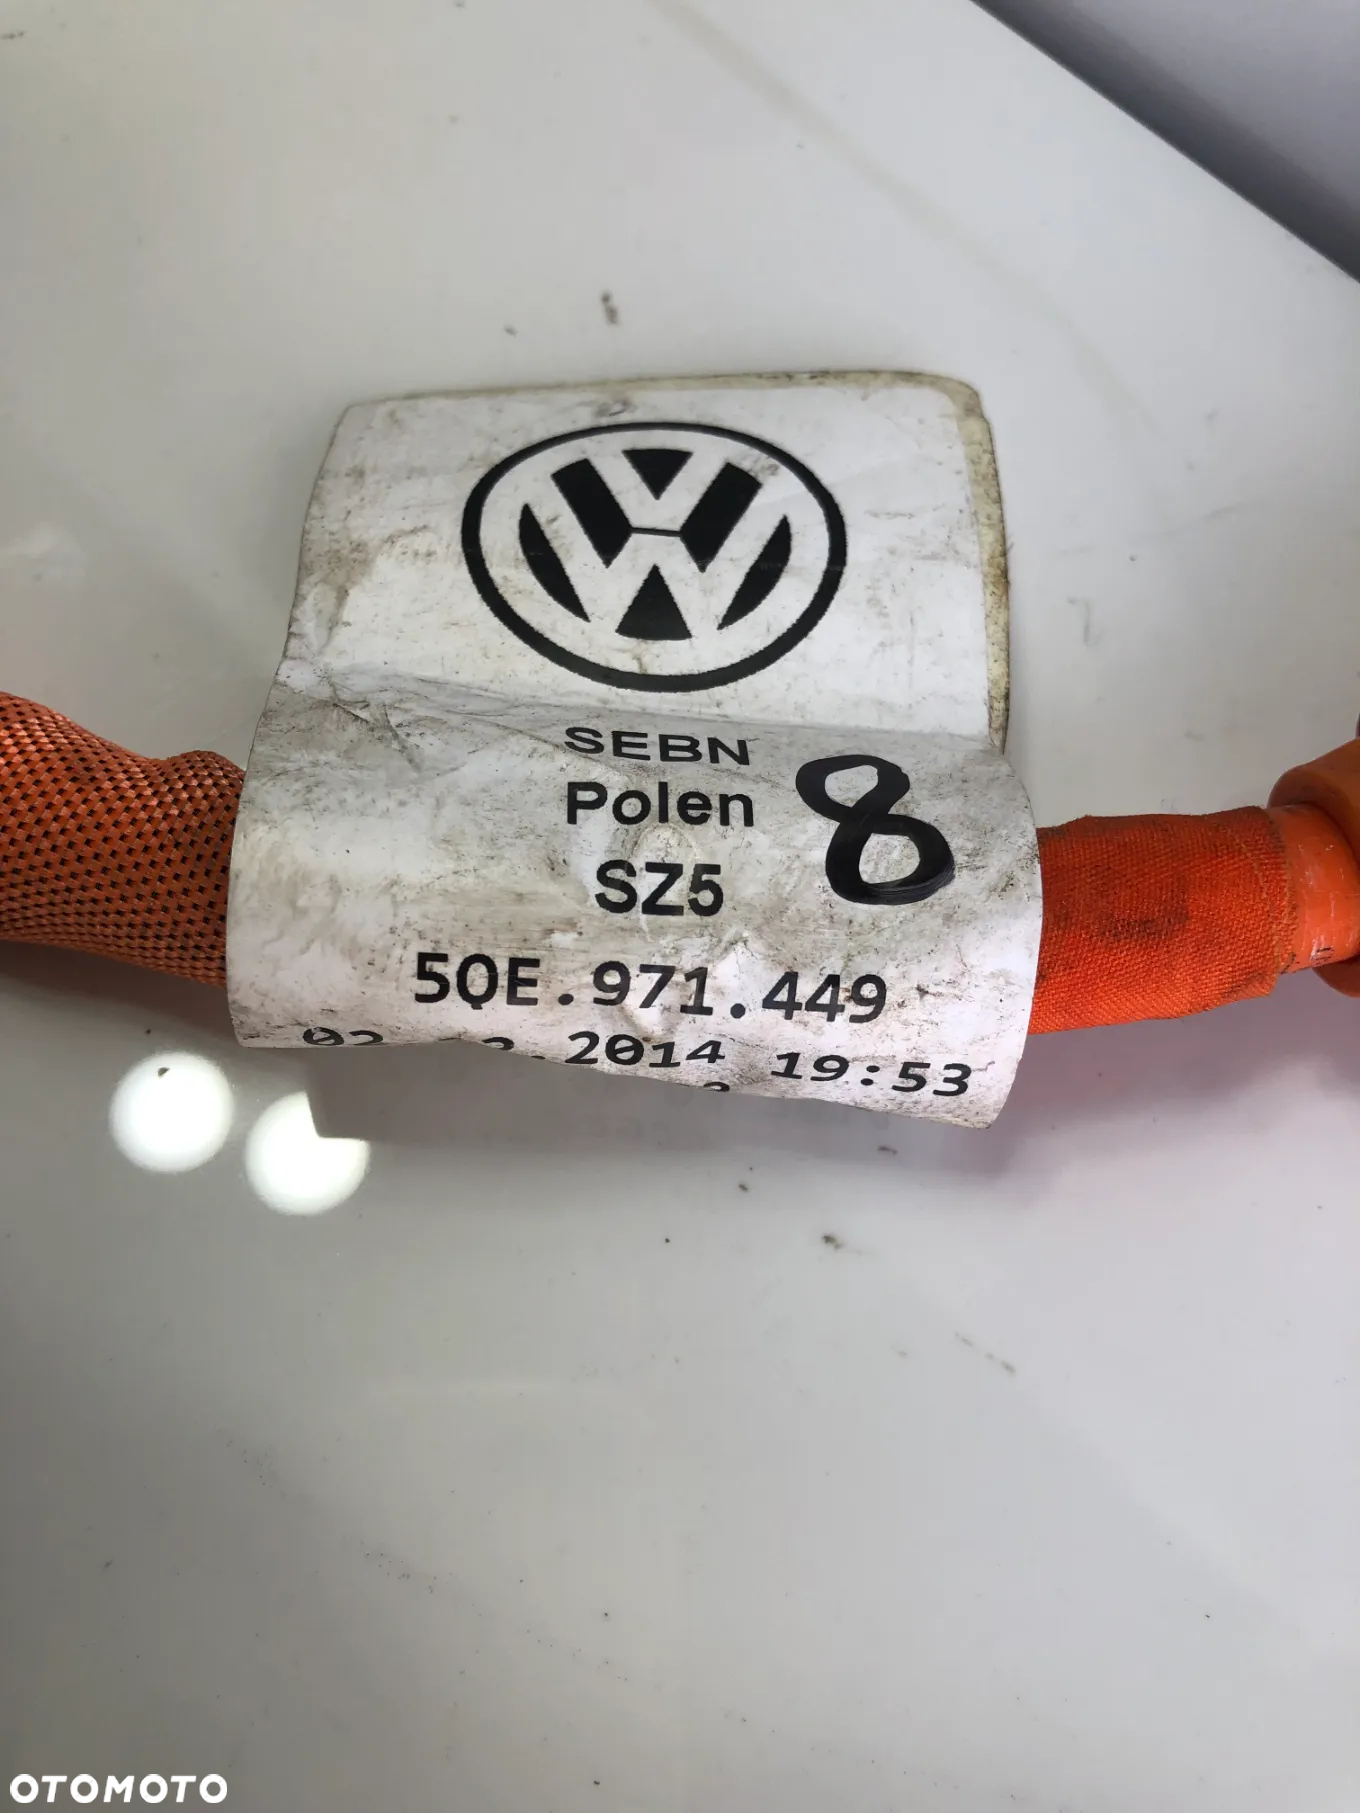 SEBN
Polen
8
SZ5
5QE.971.449
2014 19:53
OTOMOTO